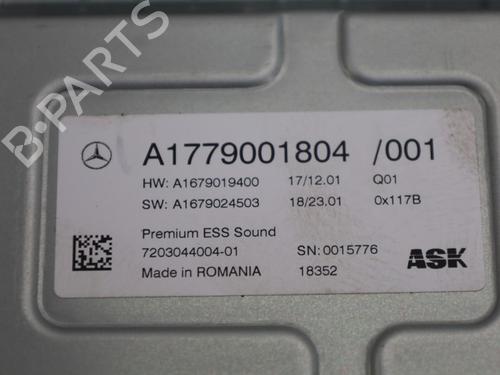 B-PARTS
A1779001804 /001
HW: A1679019400 17/12.01 Q01
SW: A1679024503 18/23.01 0x117B
Premium ESS Sound
7203044004-01 SN: 0015776
Made in ROMANIA 18352 ASK